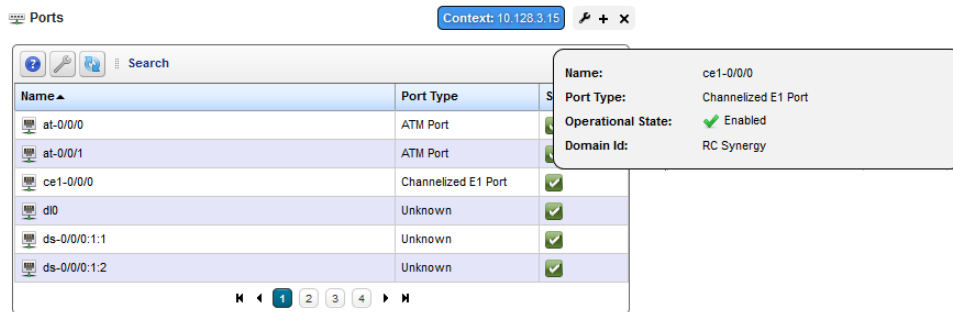 Ports
Context: 10.128.3.15
Search
Name Port Type S
at-0/0/0 ATM Port
at-0/0/1 ATM Port
ce1-0/0/0 Channelized E1 Port
dl0 Unknown
ds-0/0/0:1:1 Unknown
ds-0/0/0:1:2 Unknown
1 2 3 4
Name: ce1-0/0/0
Port Type: Channelized E1 Port
Operational State: Enabled
Domain Id: RC Synergy